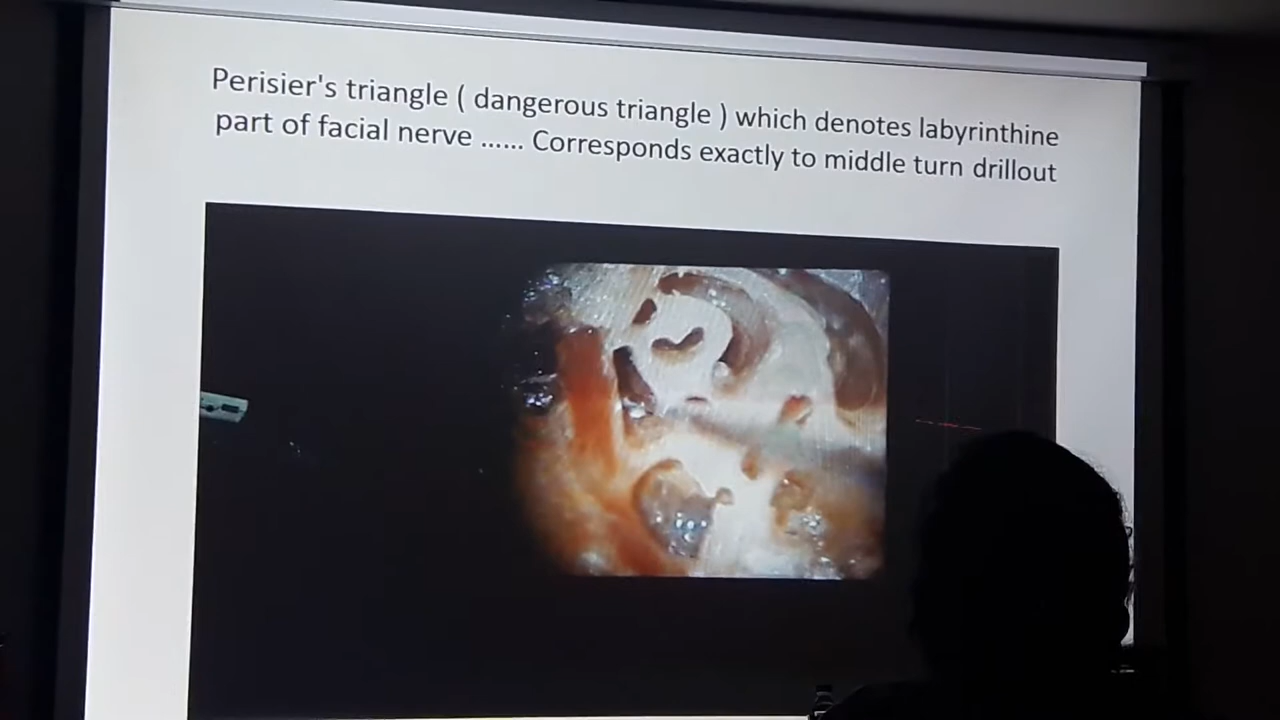 Perisier's triangle ( dangerous triangle ) which denotes labyrinthine
part of facial nerve ...... Corresponds exactly to middle turn drillout